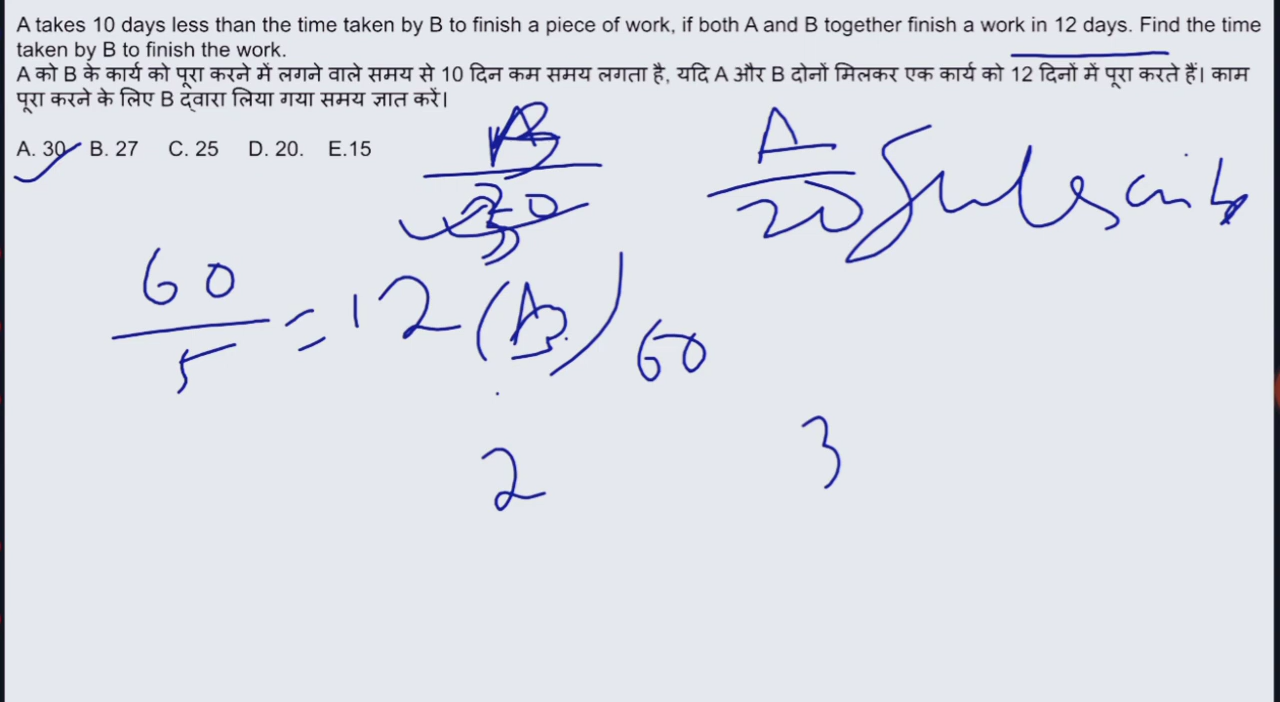 A takes 10 days less than the time taken by B to finish a piece of work, if both A and B together finish a work in 12 days. Find the time
taken by B to finish the work.
A को B के कार्य को पूरा करने में लगने वाले समय से 10 दिन कम समय लगता है, यदि A और B दोनों मिलकर एक कार्य को 12 दिनों में पूरा करते हैं। काम
पूरा करने के लिए B द्वारा लिया गया समय ज्ञात करें।
A. 30 B. 27 C. 25 D. 20. E.15
A
20
60
5
= 12
60
2 3